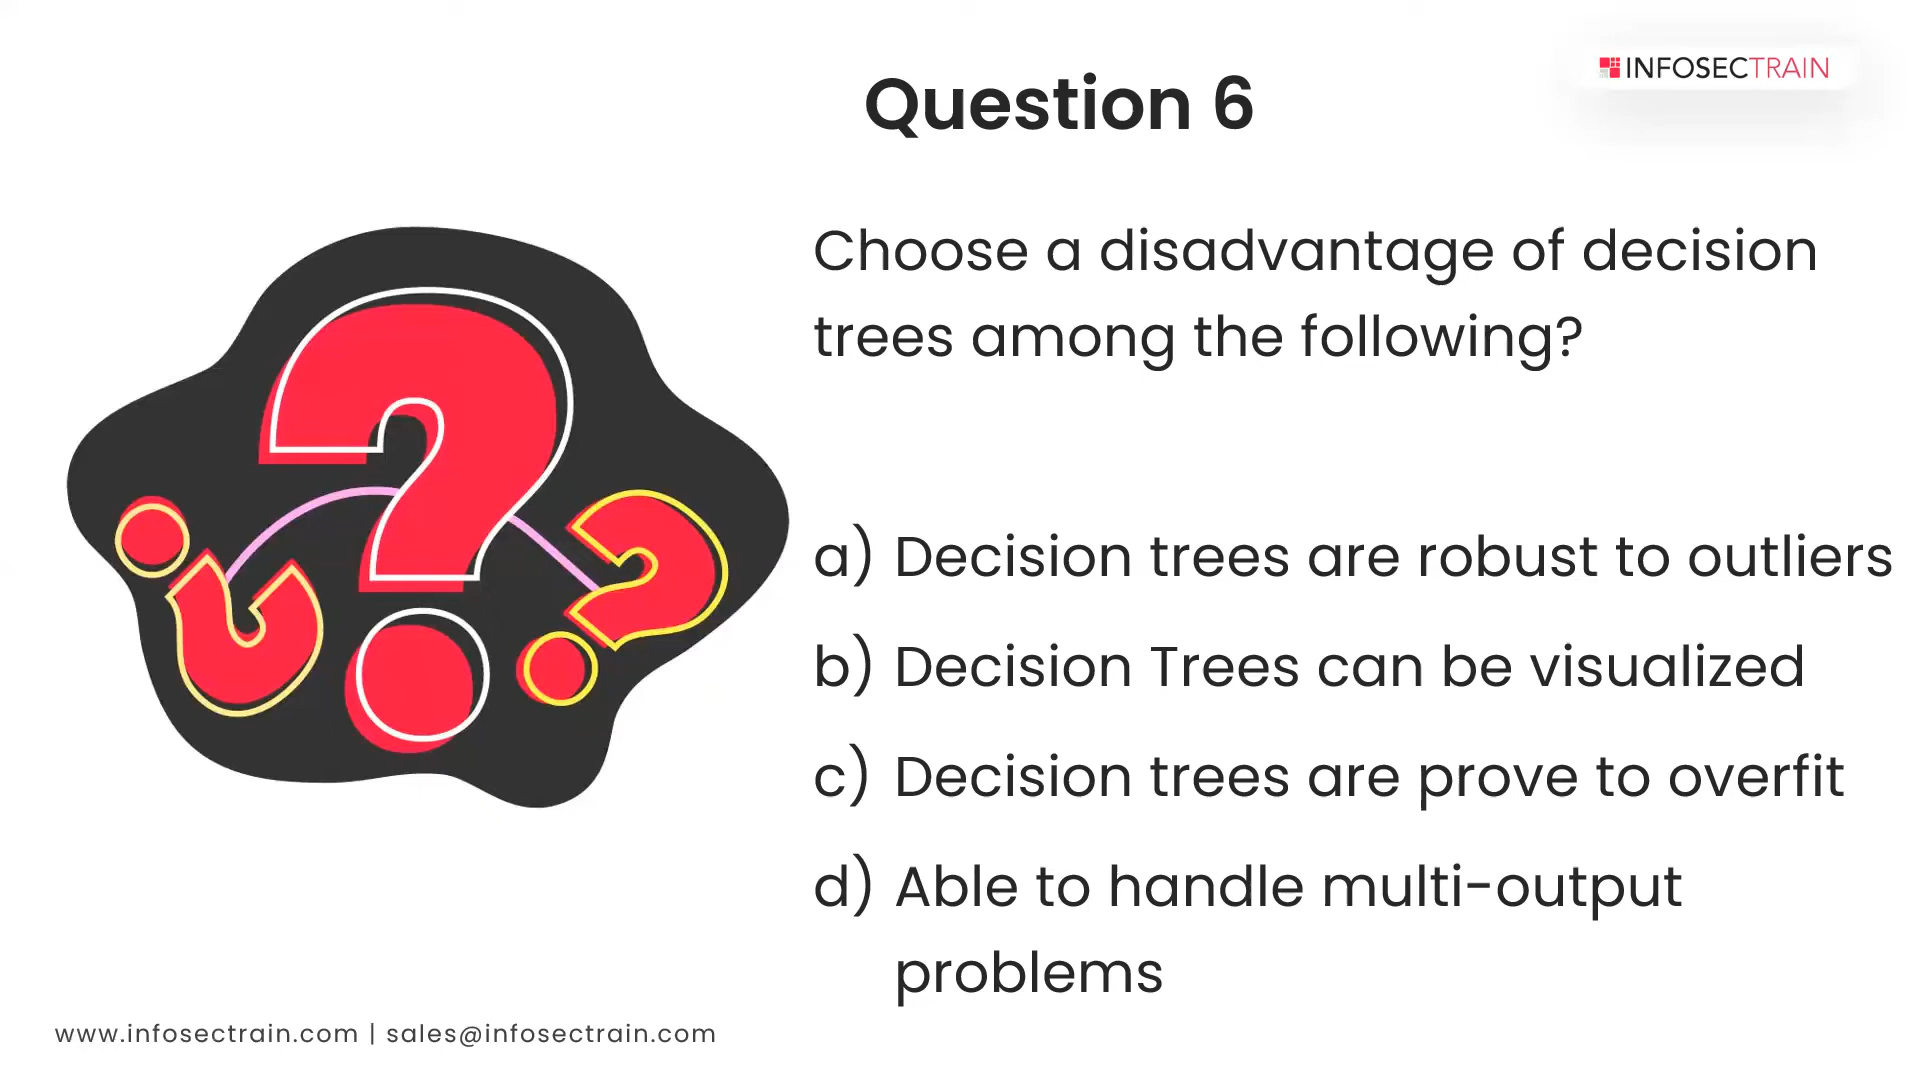 INFOSECTRAIN
Question 6
Choose a disadvantage of decision
trees among the following?
a) Decision trees are robust to outliers
b) Decision Trees can be visualized
c) Decision trees are prove to overfit
d) Able to handle multi-output
problems
www.infosectrain.com | sales@infosectrain.com